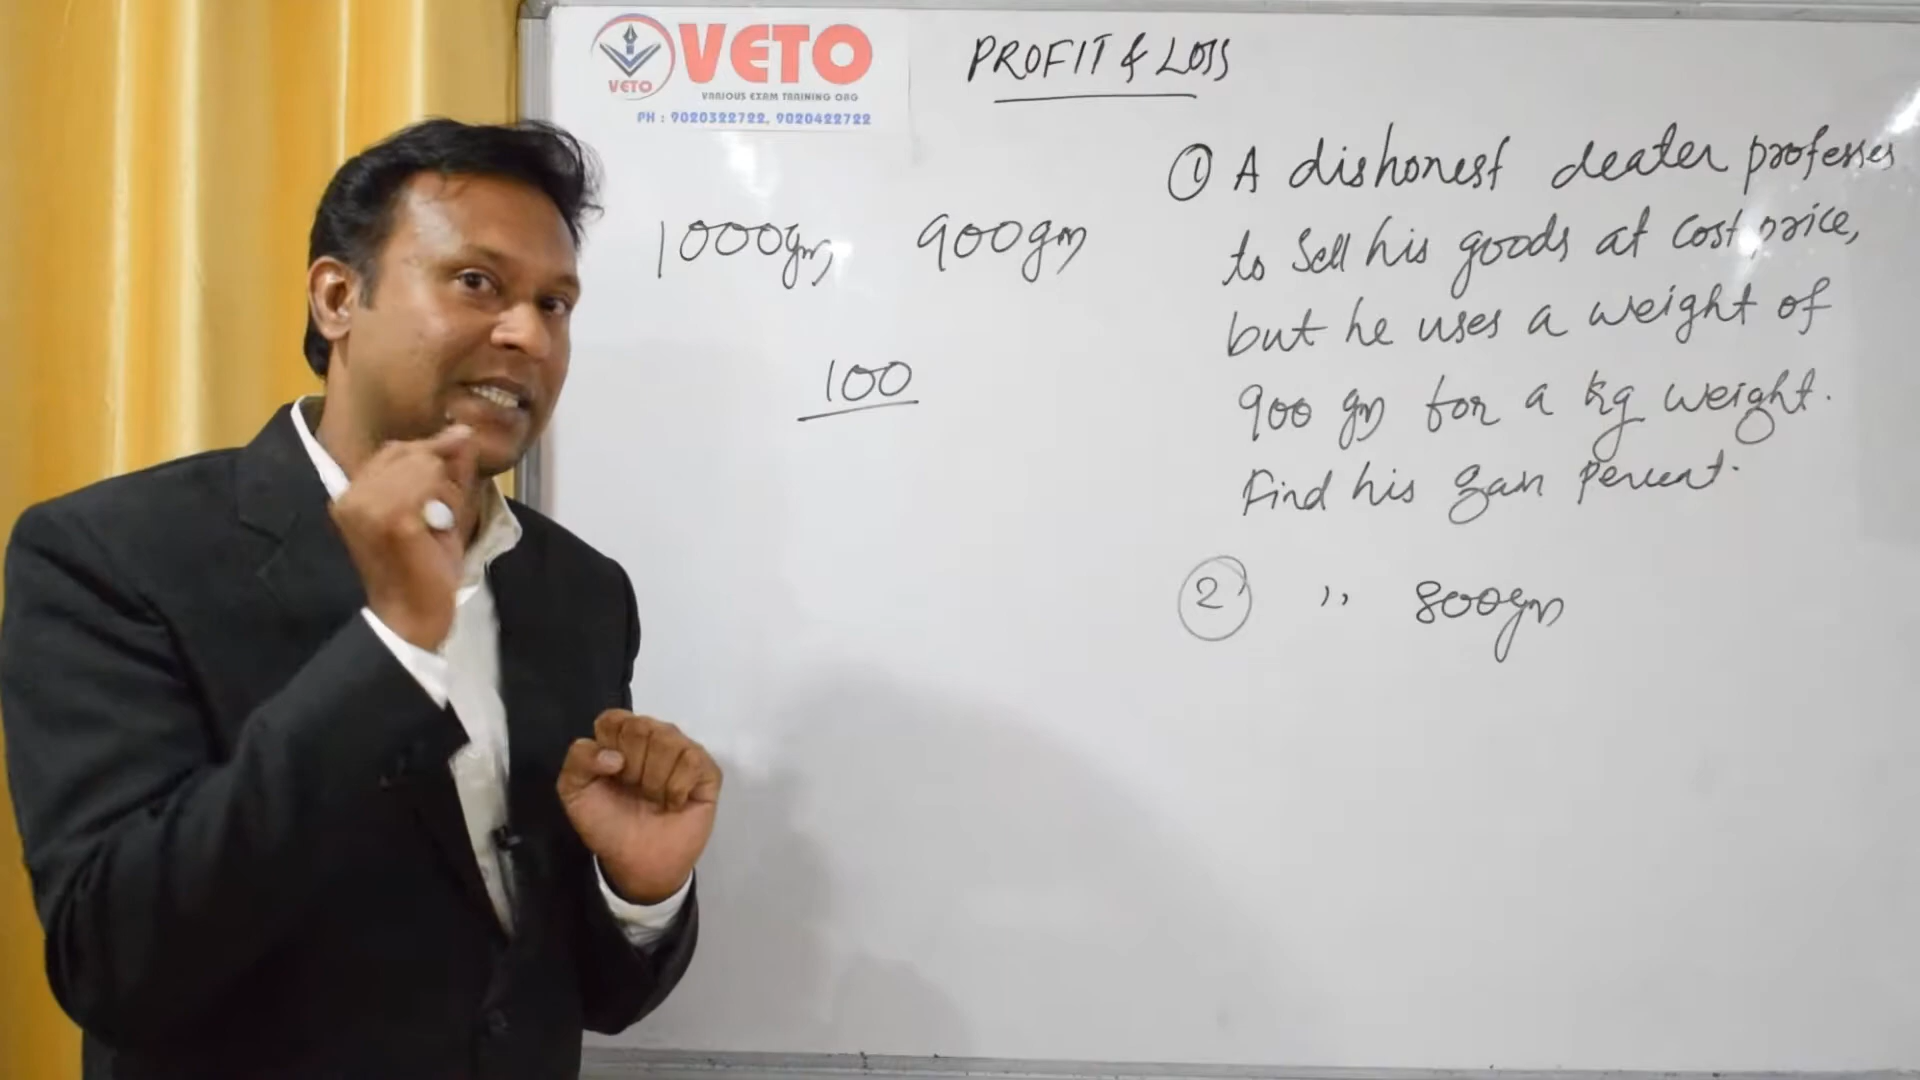 VETO
VETO
VARIOUS EXAM TRAINING ORG
PH : 9020322722, 9020422722
PROFIT & LOSS
1000gm 900gm
100
① A dishonest dealer professes
to sell his goods at cost price,
but he uses a weight of
900 gm for a kg weight.
Find his gain percent.
② ,, 800gm